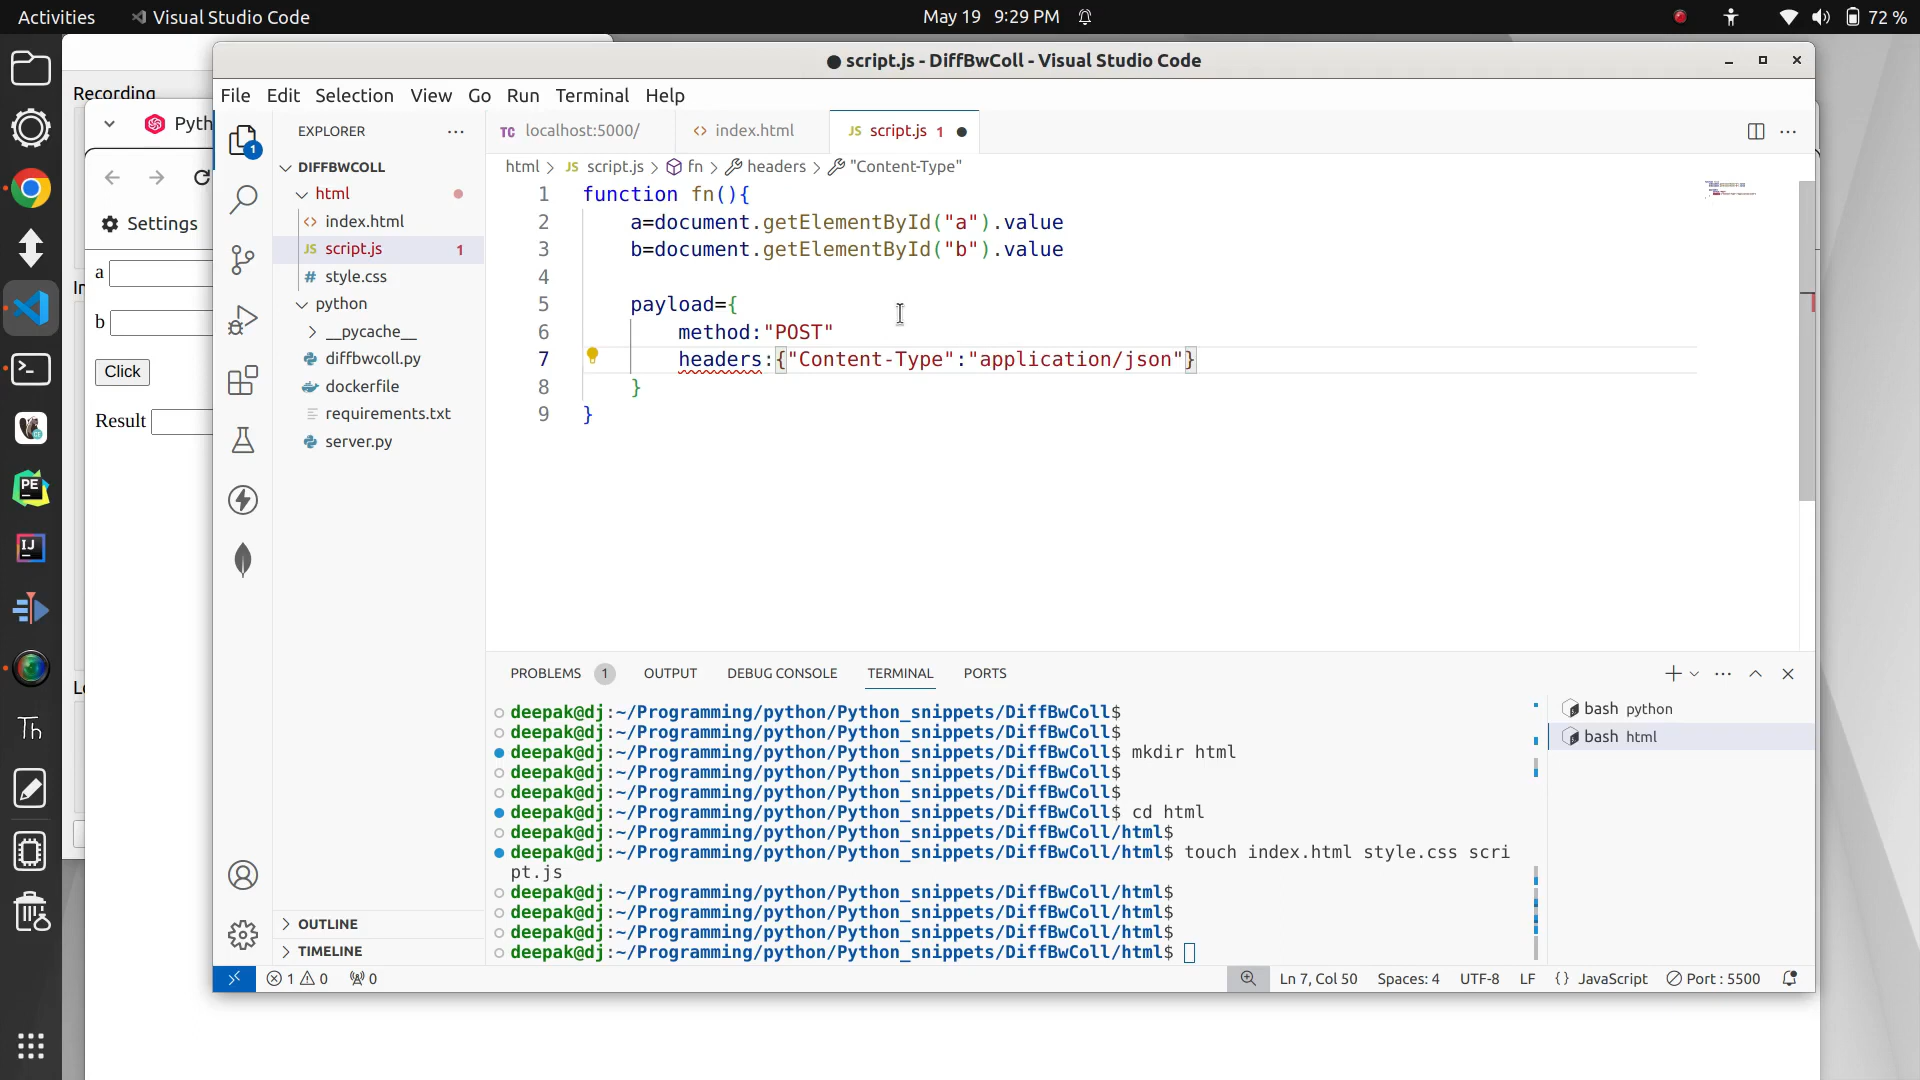 Activities
Visual Studio Code
May 19 9:29 PM
72 %
Recording
Pyth
Settings
a
b
Click
Result
script.js - DiffBwColl - Visual Studio Code
File Edit Selection View Go Run Terminal Help
EXPLORER
1
DIFFBWCOLL
html
index.html
script.js 1
style.css
python
__pycache__
diffbwcoll.py
dockerfile
requirements.txt
server.py
OUTLINE
TIMELINE
TC localhost:5000/
index.html
JS script.js 1
html > JS script.js > fn > headers > "Content-Type"
1 function fn(){
2 a=document.getElementById("a").value
3 b=document.getElementById("b").value
4
5 payload={
6 method:"POST"
7 headers:{"Content-Type":"application/json"}
8 }
9 }
PROBLEMS 1 OUTPUT DEBUG CONSOLE TERMINAL PORTS
deepak@dj:~/Programming/python/Python_snippets/DiffBwColl$
deepak@dj:~/Programming/python/Python_snippets/DiffBwColl$
deepak@dj:~/Programming/python/Python_snippets/DiffBwColl$ mkdir html
deepak@dj:~/Programming/python/Python_snippets/DiffBwColl$
deepak@dj:~/Programming/python/Python_snippets/DiffBwColl$
deepak@dj:~/Programming/python/Python_snippets/DiffBwColl$ cd html
deepak@dj:~/Programming/python/Python_snippets/DiffBwColl/html$
deepak@dj:~/Programming/python/Python_snippets/DiffBwColl/html$ touch index.html style.css scri
pt.js
deepak@dj:~/Programming/python/Python_snippets/DiffBwColl/html$
deepak@dj:~/Programming/python/Python_snippets/DiffBwColl/html$
deepak@dj:~/Programming/python/Python_snippets/DiffBwColl/html$
deepak@dj:~/Programming/python/Python_snippets/DiffBwColl/html$
bash python
bash html
1 0 0
Ln 7, Col 50 Spaces: 4 UTF-8 LF {} JavaScript Port : 5500
PE
IJ
Th